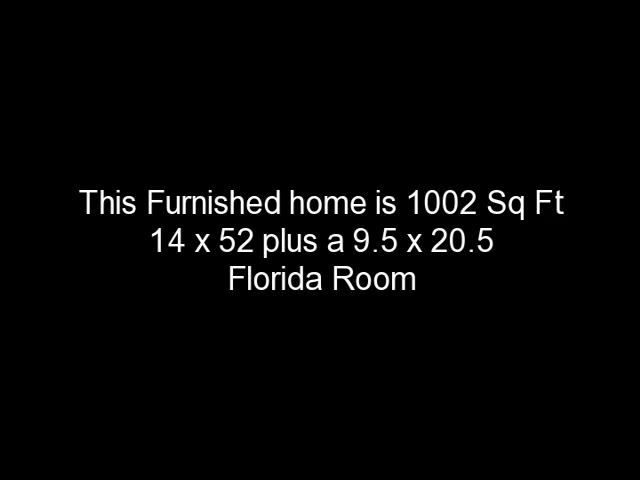 This Furnished home is 1002 Sq Ft
14 x 52 plus a 9.5 x 20.5
Florida Room